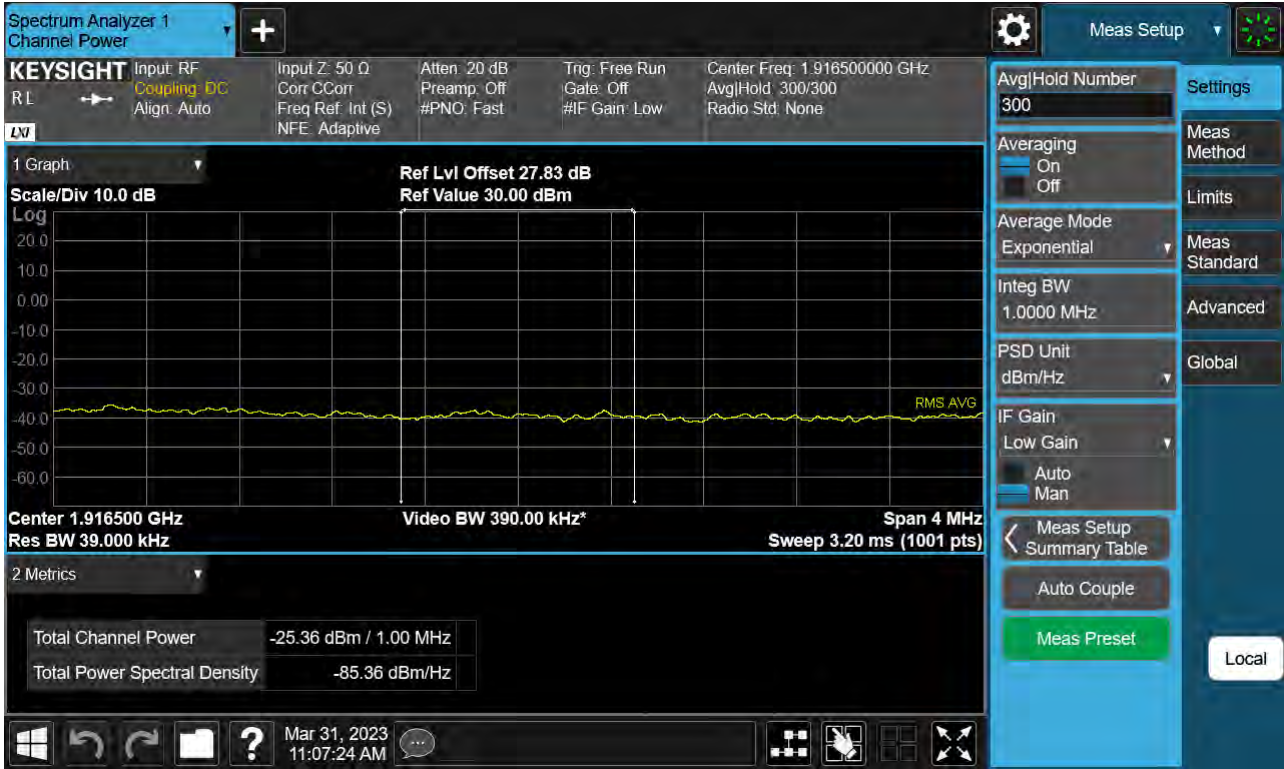 Spectrum Analyzer 1
Channel Power
+
Meas Setup
KEYSIGHT
R L
LXI
Input: RF
Coupling: DC
Align: Auto
Input Z: 50 Ω
Corr CCorr
Freq Ref: Int (S)
NFE: Adaptive
Atten: 20 dB
Preamp: Off
#PNO: Fast
Trig: Free Run
Gate: Off
#IF Gain: Low
Center Freq: 1.916500000 GHz
Avg|Hold: 300/300
Radio Std: None
1 Graph
Scale/Div 10.0 dB
Ref Lvl Offset 27.83 dB
Ref Value 30.00 dBm
Log
20.0
10.0
0.00
-10.0
-20.0
-30.0
-40.0
-50.0
-60.0
RMS AVG
Center 1.916500 GHz
Video BW 390.00 kHz*
Span 4 MHz
Res BW 39.000 kHz
Sweep 3.20 ms (1001 pts)
2 Metrics
Total Channel Power -25.36 dBm / 1.00 MHz
Total Power Spectral Density -85.36 dBm/Hz
?
Mar 31, 2023
11:07:24 AM
Avg|Hold Number
300
Averaging
On
Off
Average Mode
Exponential
Integ BW
1.0000 MHz
PSD Unit
dBm/Hz
IF Gain
Low Gain
Auto
Man
Meas Setup
Summary Table
Auto Couple
Meas Preset
Settings
Meas
Method
Limits
Meas
Standard
Advanced
Global
Local